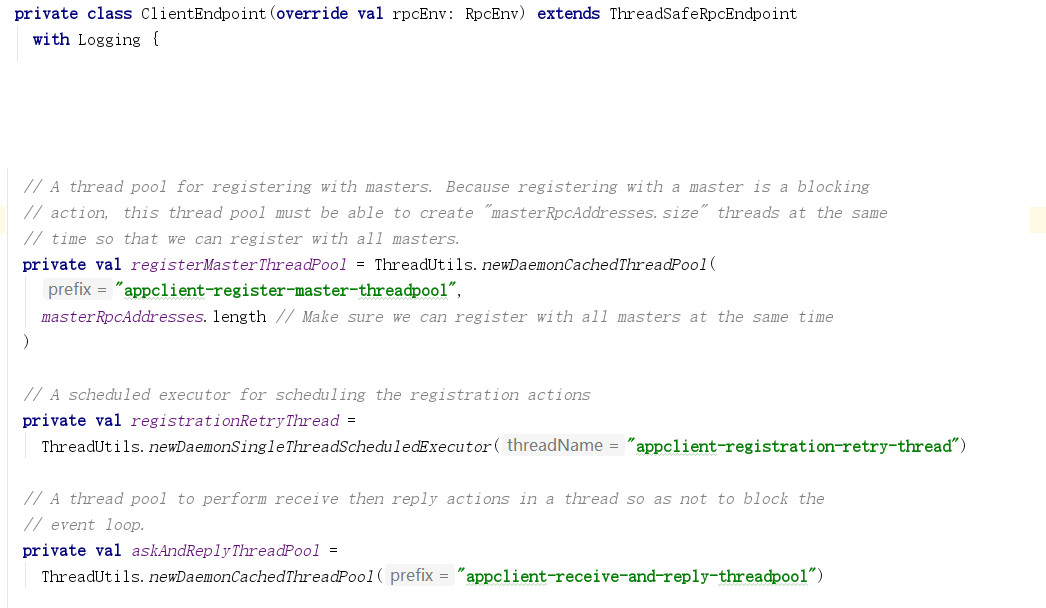 private class ClientEndpoint(override val rpcEnv: RpcEnv) extends ThreadSafeRpcEndpoint
with Logging {
// A thread pool for registering with masters. Because registering with a master is a blocking
// action, this thread pool must be able to create "masterRpcAddresses.size" threads at the same
// time so that we can register with all masters.
private val registerMasterThreadPool = ThreadUtils.newDaemonCachedThreadPool(
prefix = "appclient-register-master-threadpool",
masterRpcAddresses.length // Make sure we can register with all masters at the same time
)
// A scheduled executor for scheduling the registration actions
private val registrationRetryThread =
ThreadUtils.newDaemonSingleThreadScheduledExecutor( threadName = "appclient-registration-retry-thread")
// A thread pool to perform receive then reply actions in a thread so as not to block the
// event loop.
private val askAndReplyThreadPool =
ThreadUtils.newDaemonCachedThreadPool( prefix = "appclient-receive-and-reply-threadpool")